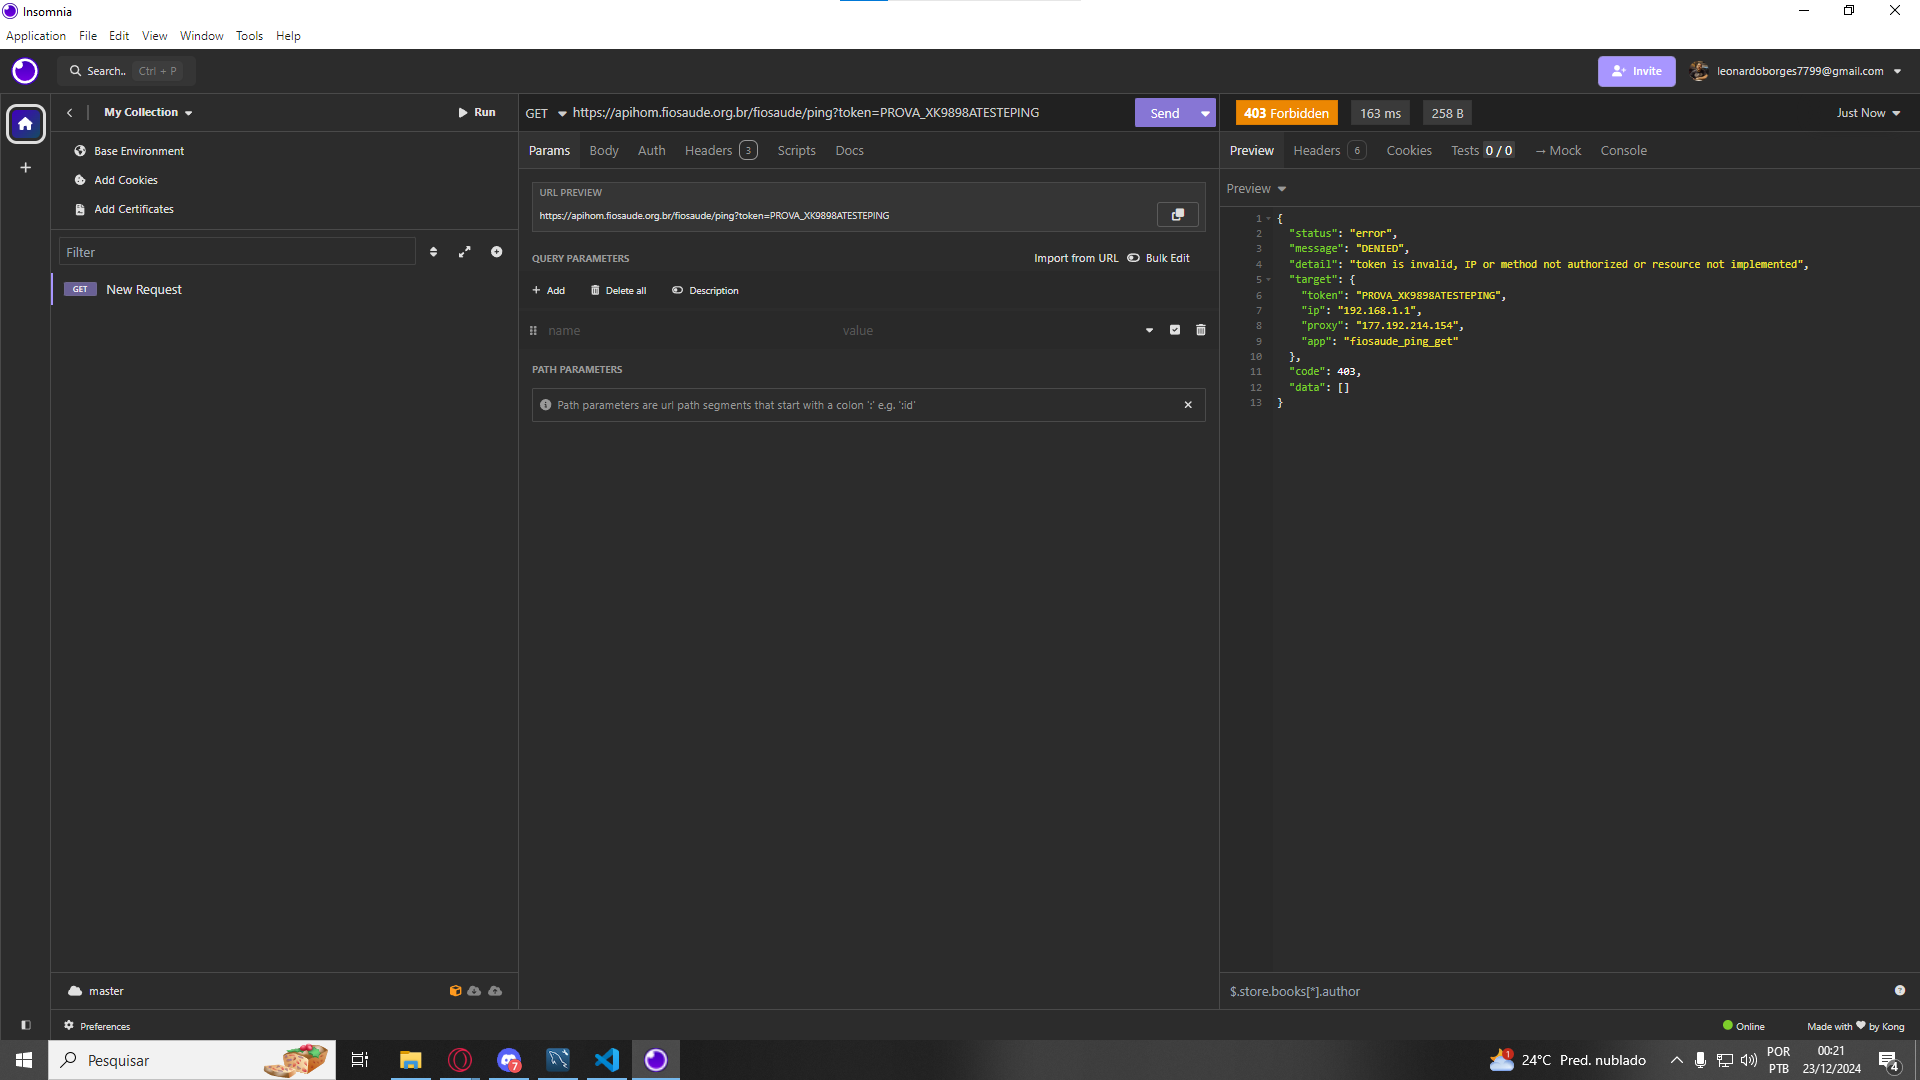 Insomnia
Application File Edit View Window Tools Help
Search.. Ctrl + P
Invite
leonardoborges7799@gmail.com
My Collection
Run
Base Environment
Add Cookies
Add Certificates
Filter
GET New Request
master
Preferences
GET https://apihom.fiosaude.org.br/fiosaude/ping?token=PROVA_XK9898ATESTEPING
Send
Params Body Auth Headers 3 Scripts Docs
URL PREVIEW
https://apihom.fiosaude.org.br/fiosaude/ping?token=PROVA_XK9898ATESTEPING
QUERY PARAMETERS
Import from URL Bulk Edit
Add Delete all Description
name value
PATH PARAMETERS
Path parameters are url path segments that start with a colon ':' e.g. ':id'
403 Forbidden 163 ms 258 B
Just Now
Preview Headers 6 Cookies Tests 0 / 0 → Mock Console
Preview
1 {
2 "status": "error",
3 "message": "DENIED",
4 "detail": "token is invalid, IP or method not authorized or resource not implemented",
5 "target": {
6 "token": "PROVA_XK9898ATESTEPING",
7 "ip": "192.168.1.1",
8 "proxy": "177.192.214.154",
9 "app": "fiosaude_ping_get"
10 },
11 "code": 403,
12 "data": []
13 }
$.store.books[*].author
Online
Made with ♥ by Kong
Pesquisar
7
1
24°C Pred. nublado
POR
PTB
00:21
23/12/2024
4